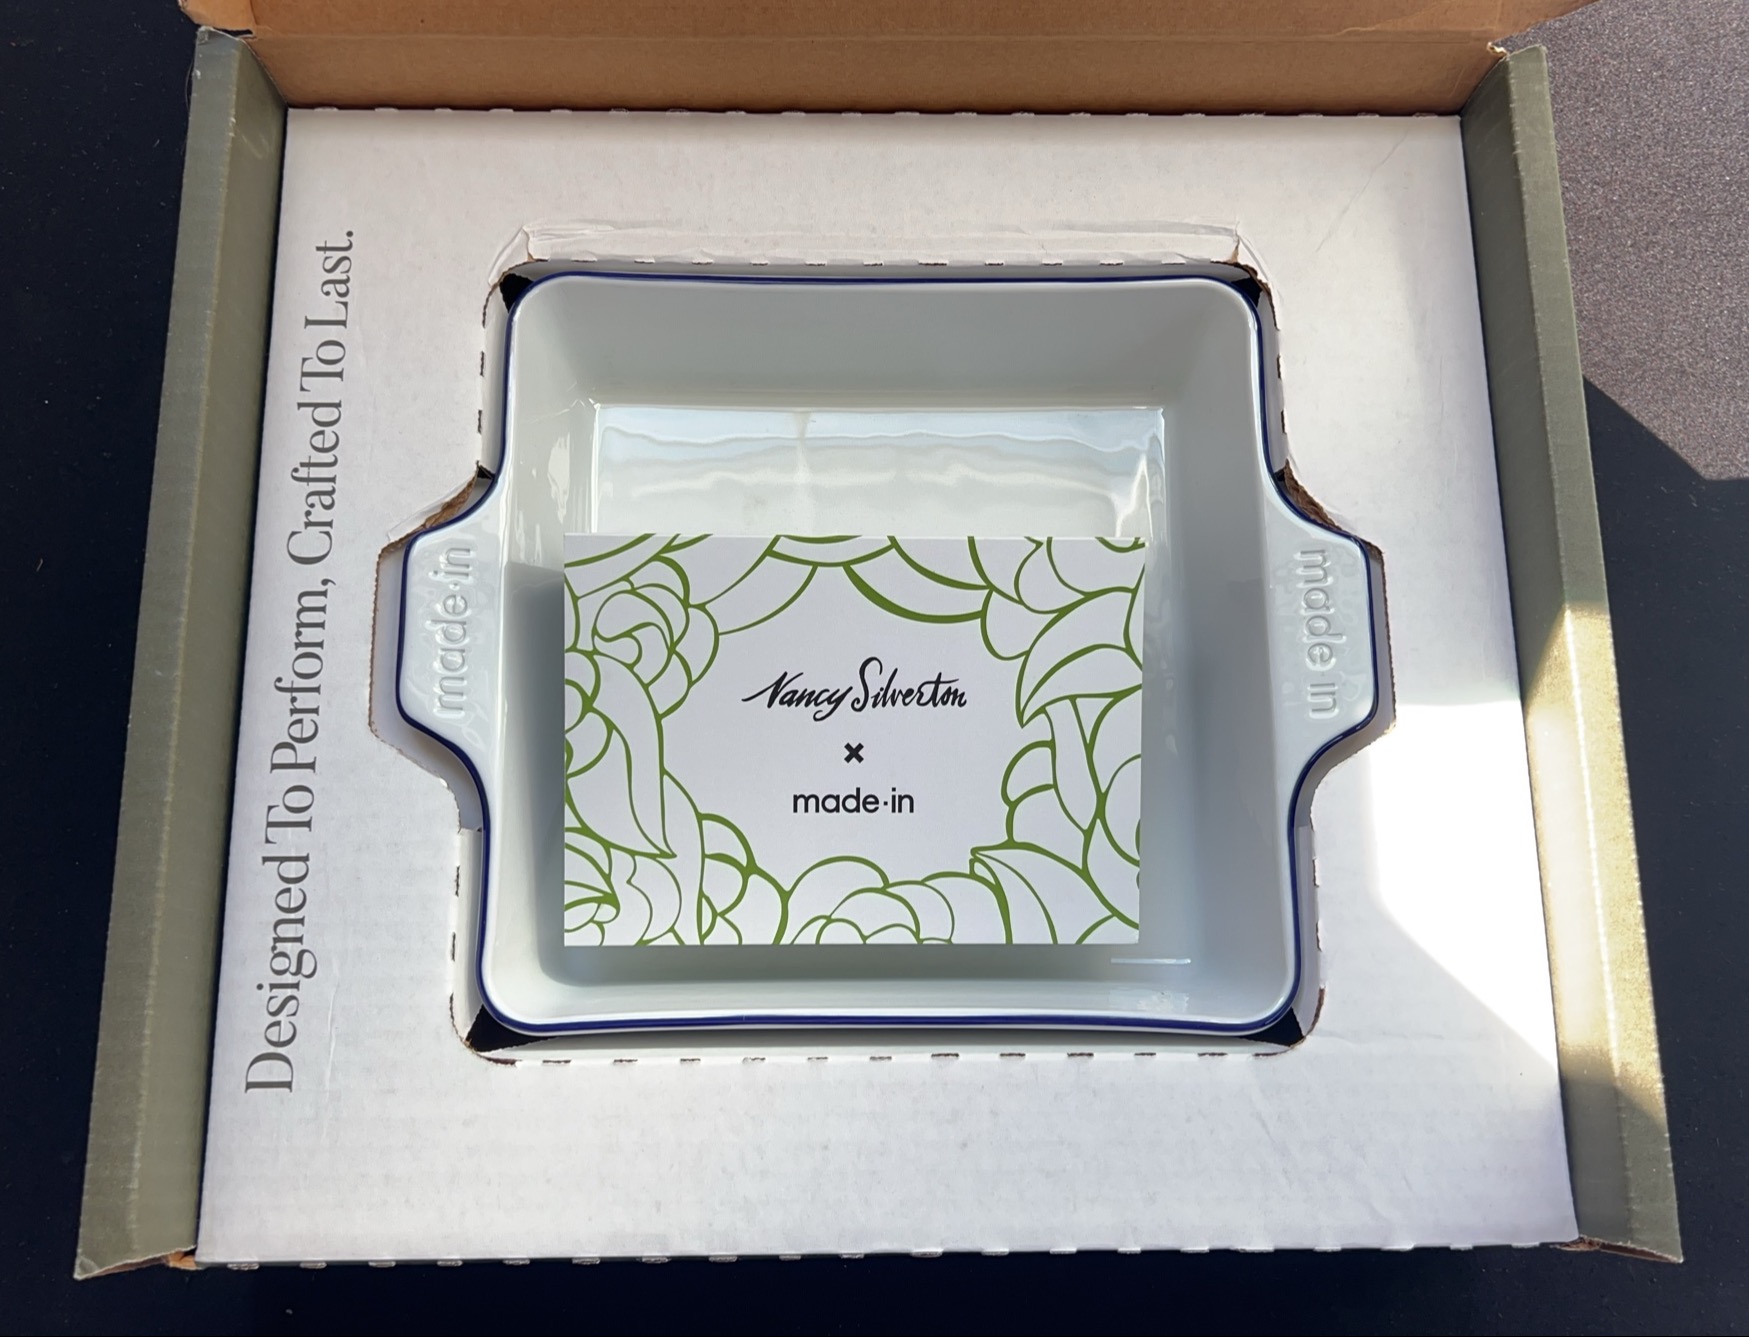 Designed To Perform, Crafted To Last.
made·in
Nancy Silverton
×
made·in
made·in